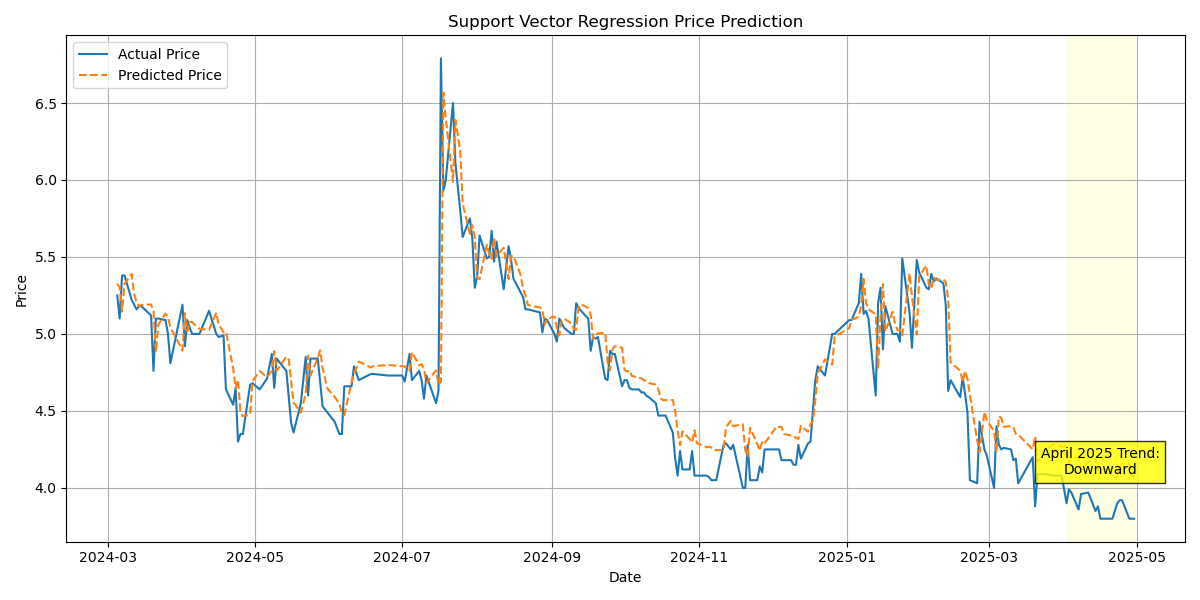 Support Vector Regression Price Prediction
Actual Price
Predicted Price
Price
6.5
6.0
5.5
5.0
4.5
4.0
April 2025 Trend:
Downward
2024-03
2024-05
2024-07
2024-09
2024-11
2025-01
2025-03
2025-05
Date